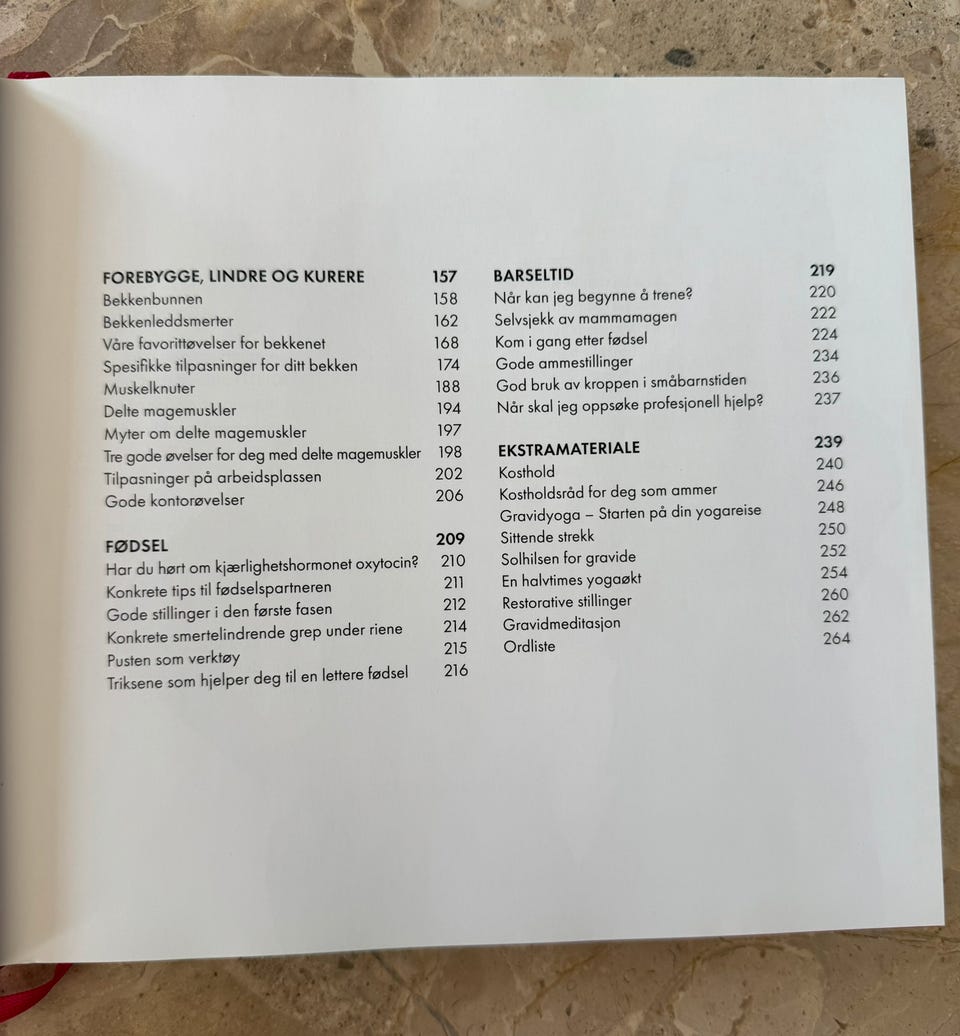 FOREBYGGE, LINDRE OG KURERE 157
Bekkenbunnen 158
Bekkenleddsmerter 162
Våre favorittøvelser for bekkenet 168
Spesifikke tilpasninger for ditt bekken 174
Muskelknuter 188
Delte magemuskler 194
Myter om delte magemuskler 197
Tre gode øvelser for deg med delte magemuskler 198
Tilpasninger på arbeidsplassen 202
Gode kontorøvelser 206
FØDSEL 209
Har du hørt om kjærlighetshormonet oxytocin? 210
Konkrete tips til fødselspartneren 211
Gode stillinger i den første fasen 212
Konkrete smertelindrende grep under riene 214
Pusten som verktøy 215
Triksene som hjelper deg til en lettere fødsel 216
BARSELTID 219
Når kan jeg begynne å trene? 220
Selvsjekk av mammamagen 222
Kom i gang etter fødsel 224
Gode ammestillinger 234
God bruk av kroppen i småbarnstiden 236
Når skal jeg oppsøke profesjonell hjelp? 237
EKSTRAMATERIALE 239
Kosthold 240
Kostholdsråd for deg som ammer 246
Gravidyoga – Starten på din yogareise 248
Sittende strekk 250
Solhilsen for gravide 252
En halvtimes yogaøkt 254
Restorative stillinger 260
Gravidmeditasjon 262
Ordliste 264